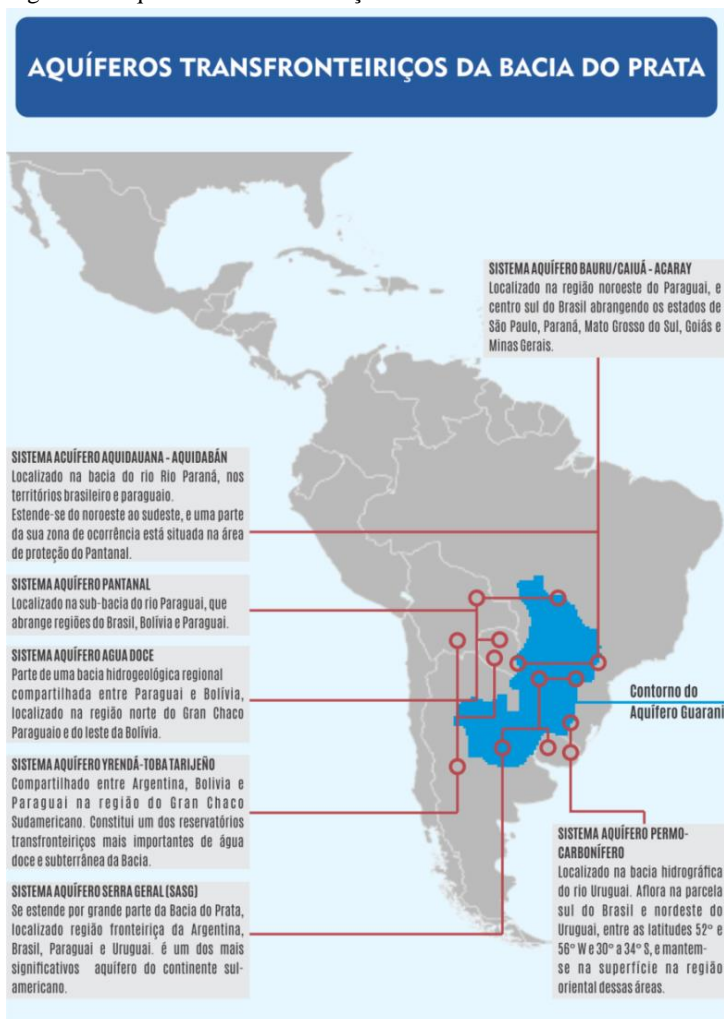 AQUÍFEROS TRANSFRONTEIRIÇOS DA BACIA DO PRATA
SISTEMA AQUÍFERO BAURU/CAIUÁ - ACARAY
Localizado na região noroeste do Paraguai, e
centro sul do Brasil abrangendo os estados de
São Paulo, Paraná, Mato Grosso do Sul, Goiás e
Minas Gerais.
SISTEMA ACUÍFERO AQUIDAUANA - AQUIDABÁN
Localizado na bacia do rio Rio Paraná, nos
territórios brasileiro e paraguaio.
Estende-se do noroeste ao sudeste, e uma parte
da sua zona de ocorrência está situada na área
de proteção do Pantanal.
SISTEMA AQUÍFERO PANTANAL
Localizado na sub-bacia do rio Paraguai, que
abrange regiões do Brasil, Bolívia e Paraguai.
SISTEMA AQUÍFERO AGUA DOCE
Parte de uma bacia hidrogeológica regional
compartilhada entre Paraguai e Bolívia,
localizado na região norte do Gran Chaco
Paraguaio e do leste da Bolívia.
Contorno do
Aquífero Guarani
SISTEMA AQUÍFERO YRENDÁ-TOBA TARIJEÑO
Compartilhado entre Argentina, Bolivia e
Paraguai na região do Gran Chaco
Sudamericano. Constitui um dos reservatórios
transfronteiriços mais importantes de água
doce e subterrânea da Bacia.
SISTEMA AQUÍFERO SERRA GERAL (SASG)
Se estende por grande parte da Bacia do Prata,
localizado região fronteiriça da Argentina,
Brasil, Paraguai e Uruguai. é um dos mais
significativos aquífero do continente sul-
americano.
SISTEMA AQUÍFERO PERMO-
CARBONÍFERO
Localizado na bacia hidrográfica
do rio Uruguai. Aflora na parcela
sul do Brasil e nordeste do
Uruguai, entre as latitudes 52° e
56° W e 30° a 34° S, e mantem-
se na superfície na região
oriental dessas áreas.